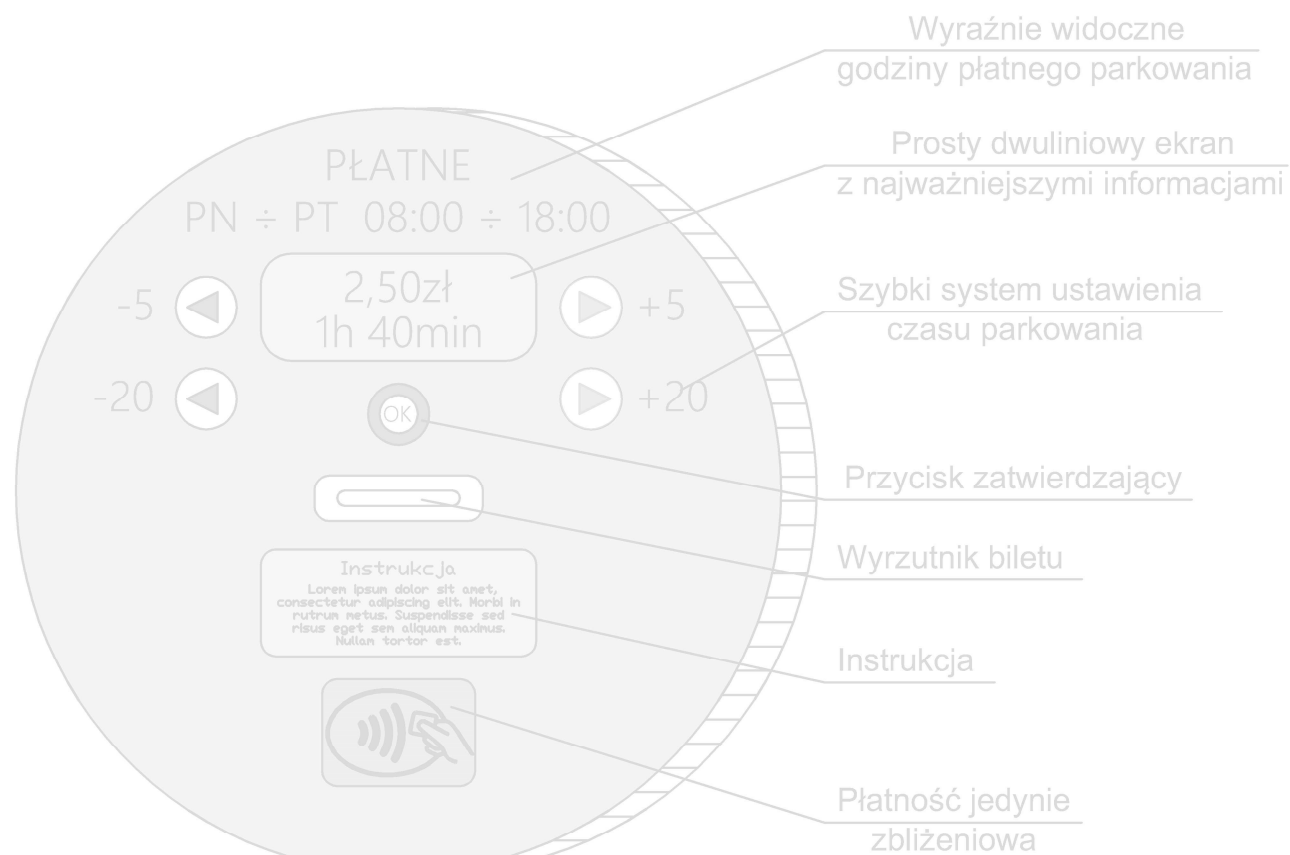 Wyraźnie widoczne
godziny płatnego parkowania
PŁATNE
PN ÷ PT 08:00 ÷ 18:00
Prosty dwuliniowy ekran
z najważniejszymi informacjami
-5
2,50zł
1h 40min
+5
Szybki system ustawienia
czasu parkowania
-20
OK
+20
Przycisk zatwierdzający
Wyrzutnik biletu
Instrukcja
Lorem ipsum dolor sit amet,
consectetur adipiscing elit. Morbi in
rutrum metus. Suspendisse sed
risus eget sem aliquam maximus.
Nullam tortor est.
Instrukcja
Płatność jedynie
zbliżeniowa